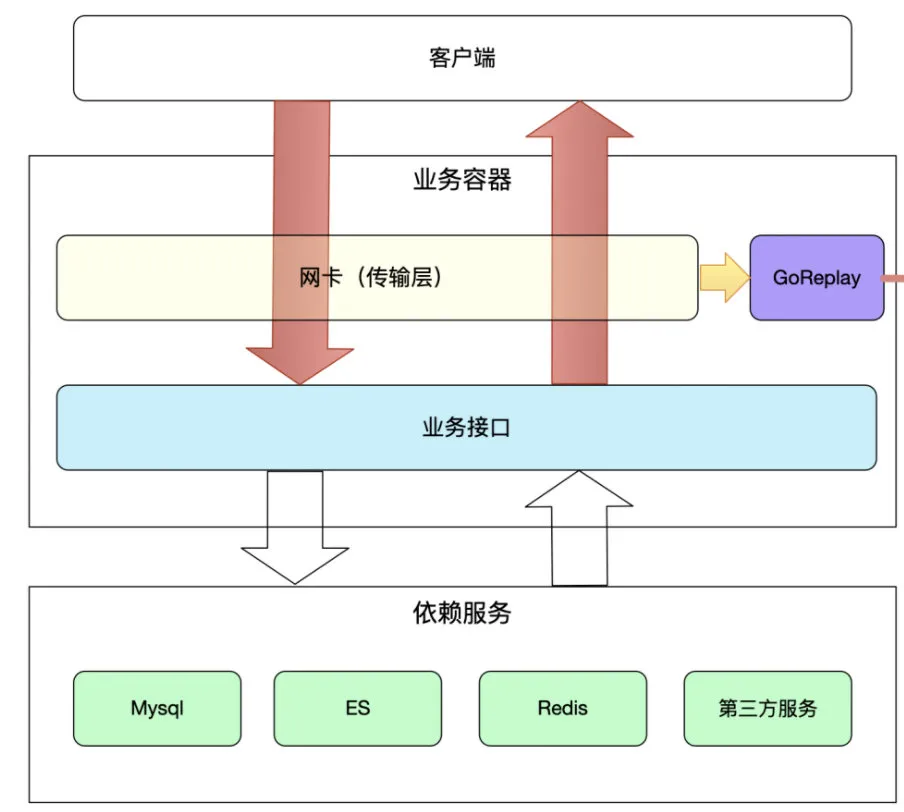 客户端
业务容器
网卡（传输层）
GoReplay
业务接口
依赖服务
Mysql
ES
Redis
第三方服务